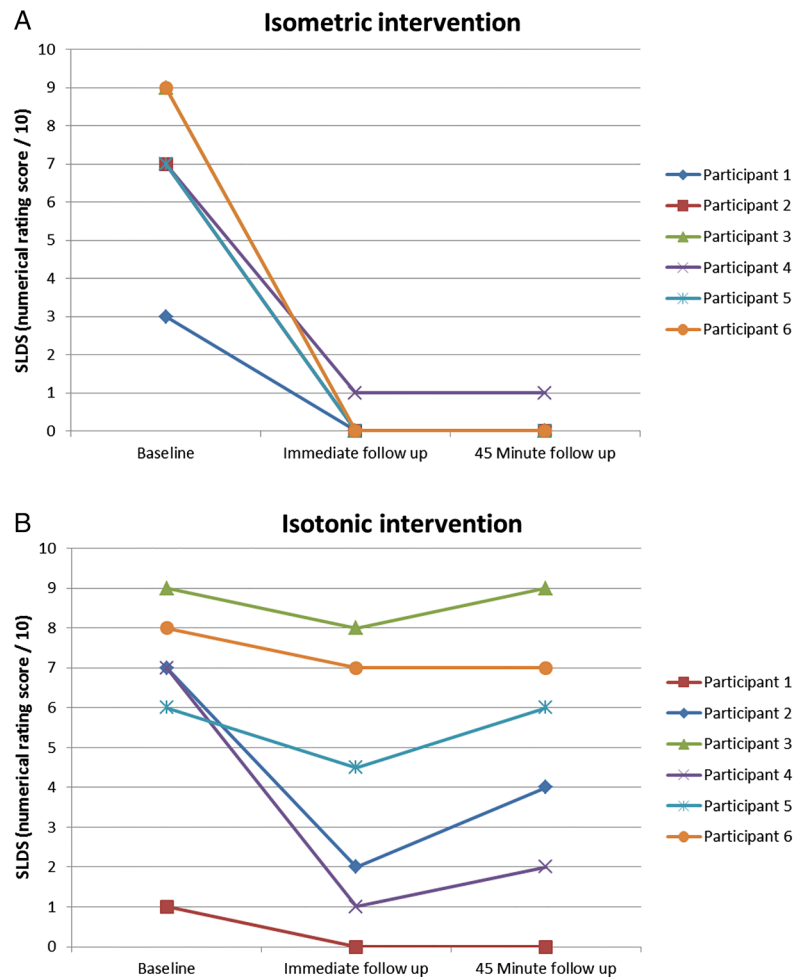 A
Isometric intervention
SLDS (numerical rating score / 10)
10
9
8
7
6
5
4
3
2
1
0
Baseline
Immediate follow up
45 Minute follow up
Participant 1
Participant 2
Participant 3
Participant 4
Participant 5
Participant 6
B
Isotonic intervention
SLDS (numerical rating score / 10)
10
9
8
7
6
5
4
3
2
1
0
Baseline
Immediate follow up
45 Minute follow up
Participant 1
Participant 2
Participant 3
Participant 4
Participant 5
Participant 6